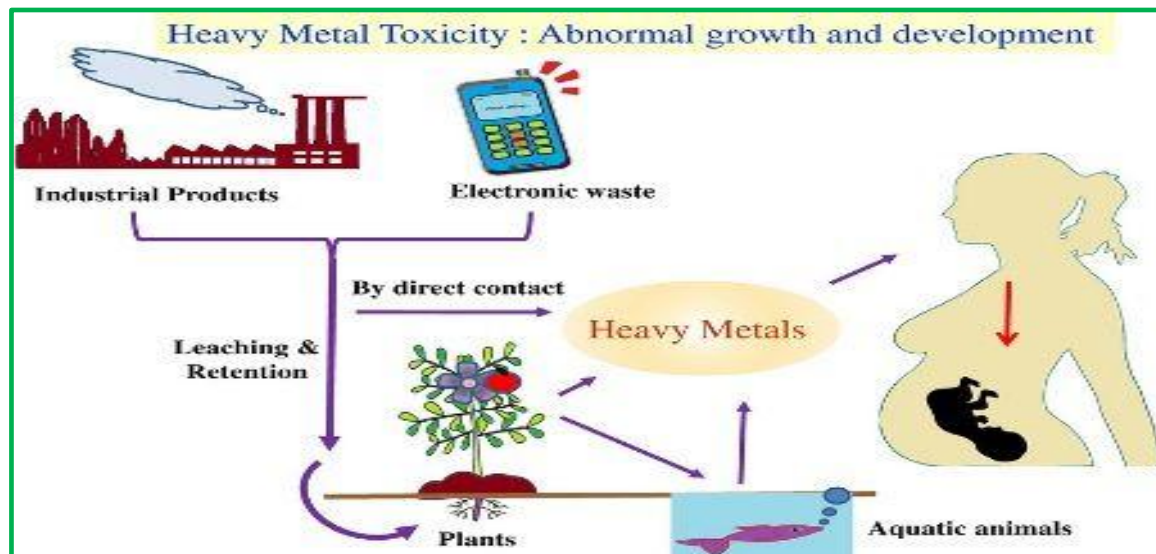 Heavy Metal Toxicity : Abnormal growth and development
Industrial Products
Electronic waste
By direct contact
Heavy Metals
Leaching &
Retention
Plants
Aquatic animals